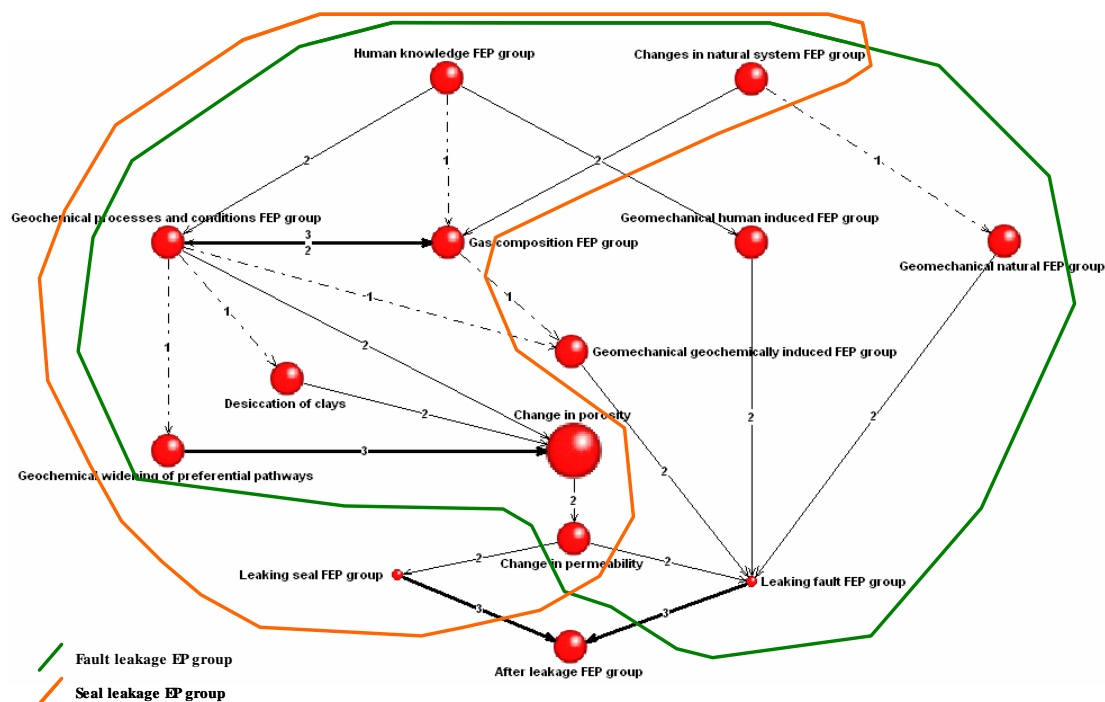 Human knowledge FEP group
Changes in natural system FEP group
2
1
2
1
Geochemical processes and conditions FEP group
3
2
Gas composition FEP group
Geomechanical human induced FEP group
Geomechanical natural FEP group
1
1
1
1
2
Geomechanical geochemically induced FEP group
Desiccation of clays
2
Change in porosity
2
2
Geochemical widening of preferential pathways
3
2
2
Change in permeability
2
2
Leaking seal FEP group
Leaking fault FEP group
3
3
After leakage FEP group
Fault leakage EP group
Seal leakage EP group